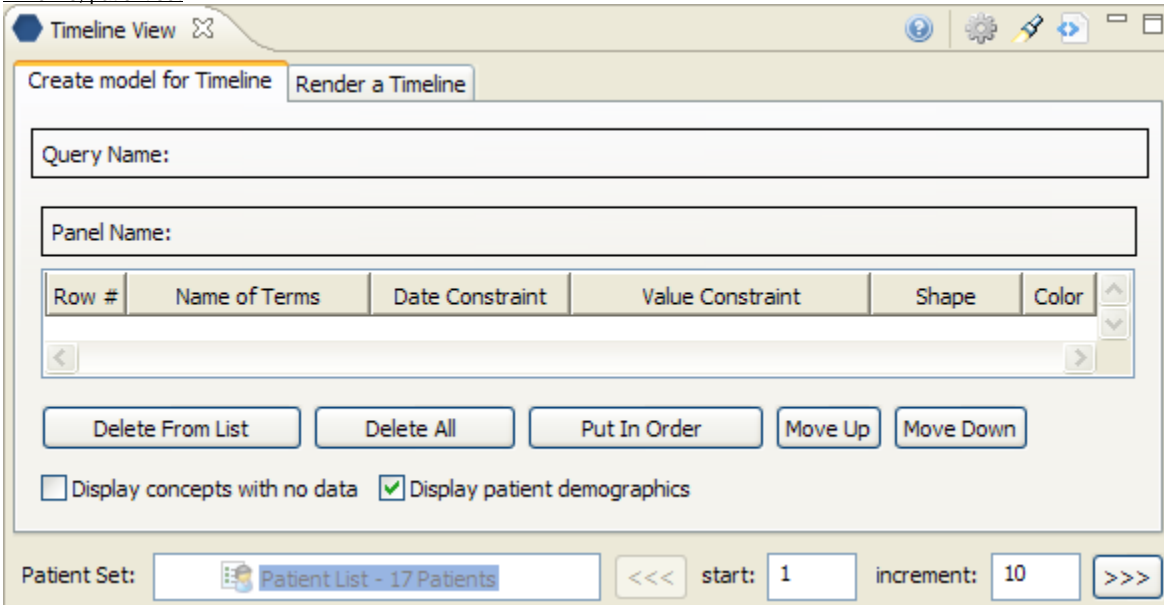 Timeline View
Create model for Timeline Render a Timeline
Query Name:
Panel Name:
Row # Name of Terms Date Constraint Value Constraint Shape Color
Delete From List Delete All Put In Order Move Up Move Down
Display concepts with no data Display patient demographics
Patient Set: Patient List - 17 Patients <<< start: 1 increment: 10 >>>